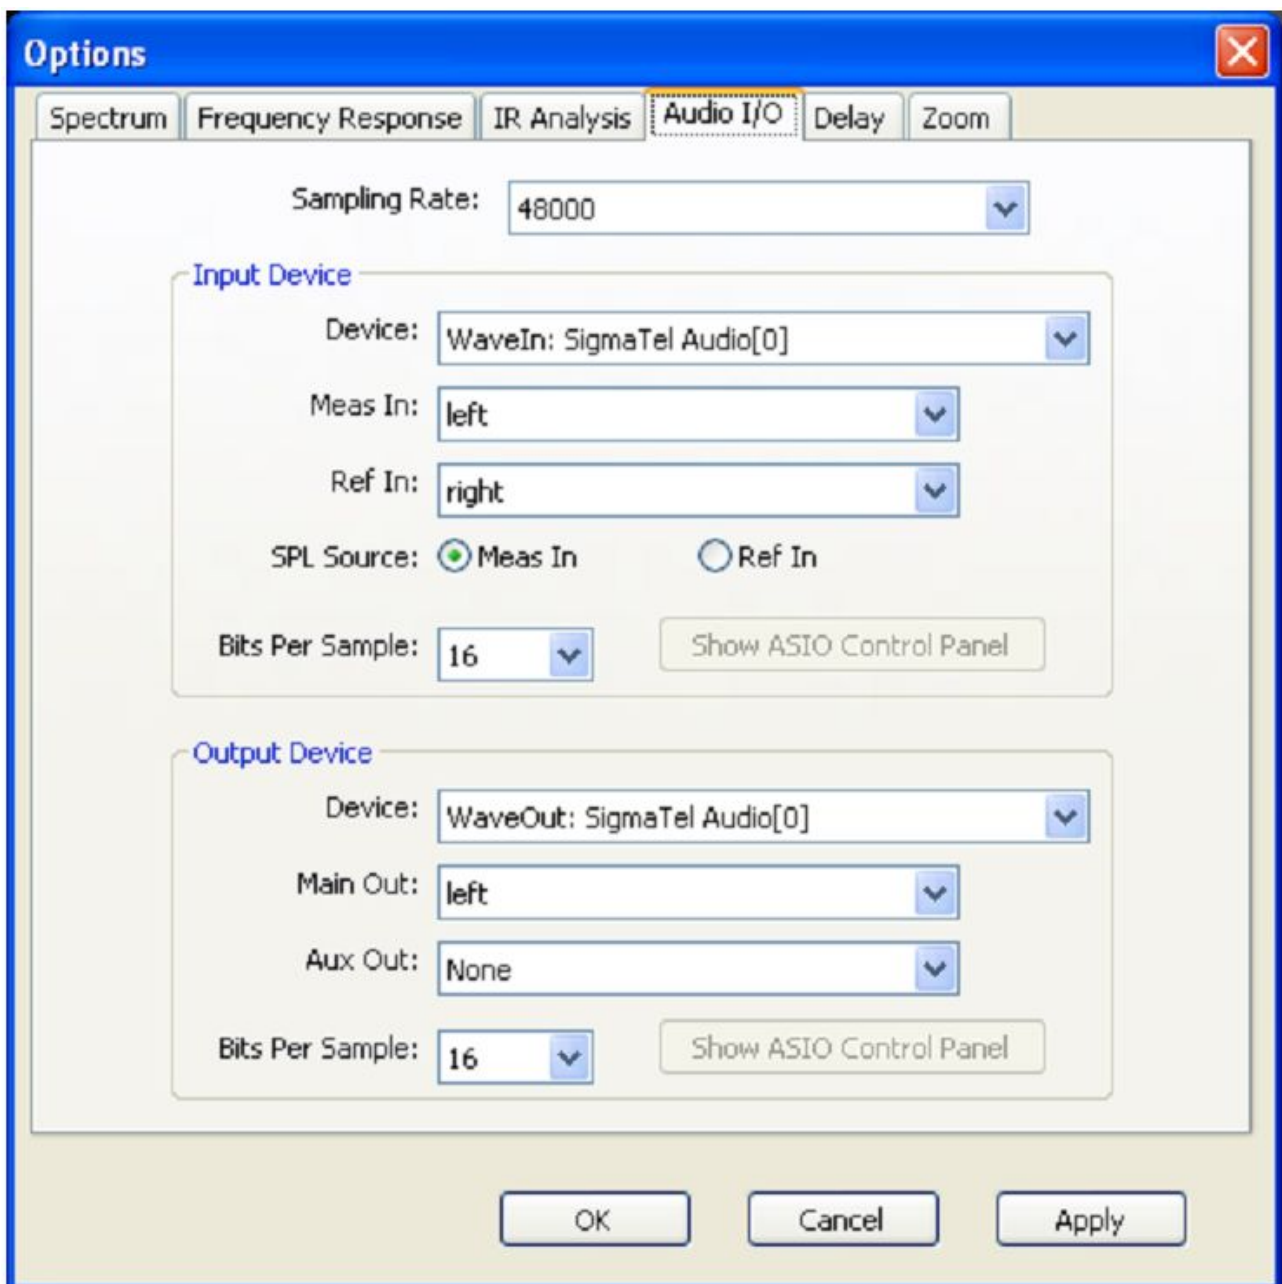 Options
Spectrum Frequency Response IR Analysis Audio I/O Delay Zoom
Sampling Rate: 48000
Input Device
Device: WaveIn: SigmaTel Audio[0]
Meas In: left
Ref In: right
SPL Source: Meas In Ref In
Bits Per Sample: 16 Show ASIO Control Panel
Output Device
Device: WaveOut: SigmaTel Audio[0]
Main Out: left
Aux Out: None
Bits Per Sample: 16 Show ASIO Control Panel
OK Cancel Apply